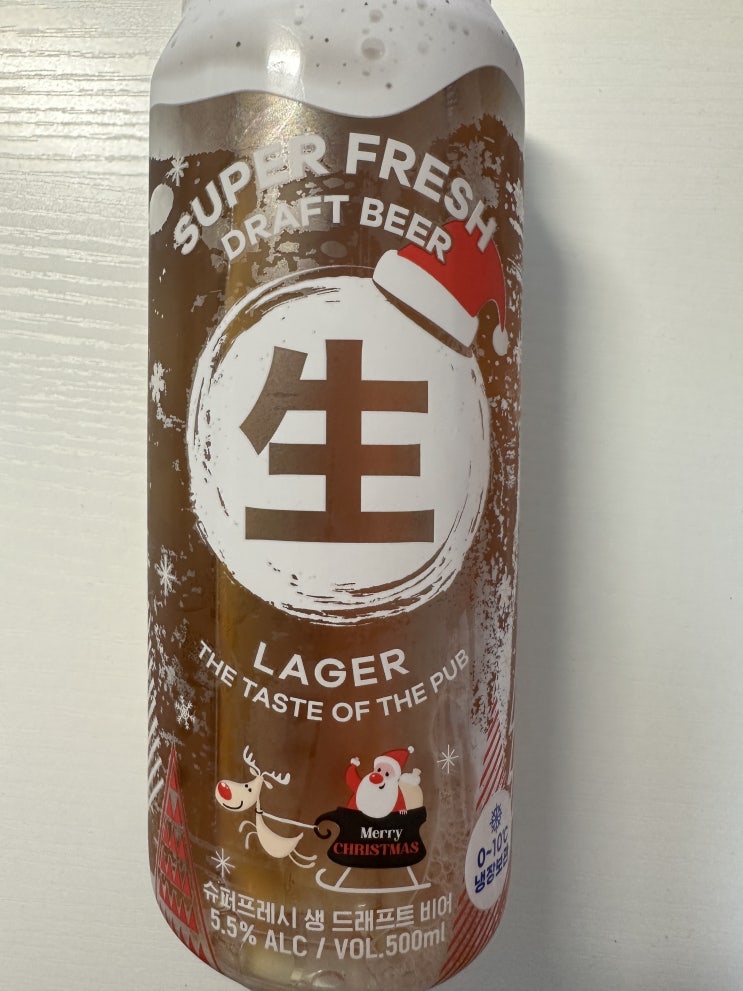 SUPER FRESH
DRAFT BEER
生
LAGER
THE TASTE OF THE PUB
Merry
CHRISTMAS
0-10℃
냉장보관
슈퍼프레시 생 드래프트 비어
5.5% ALC / VOL.500ml